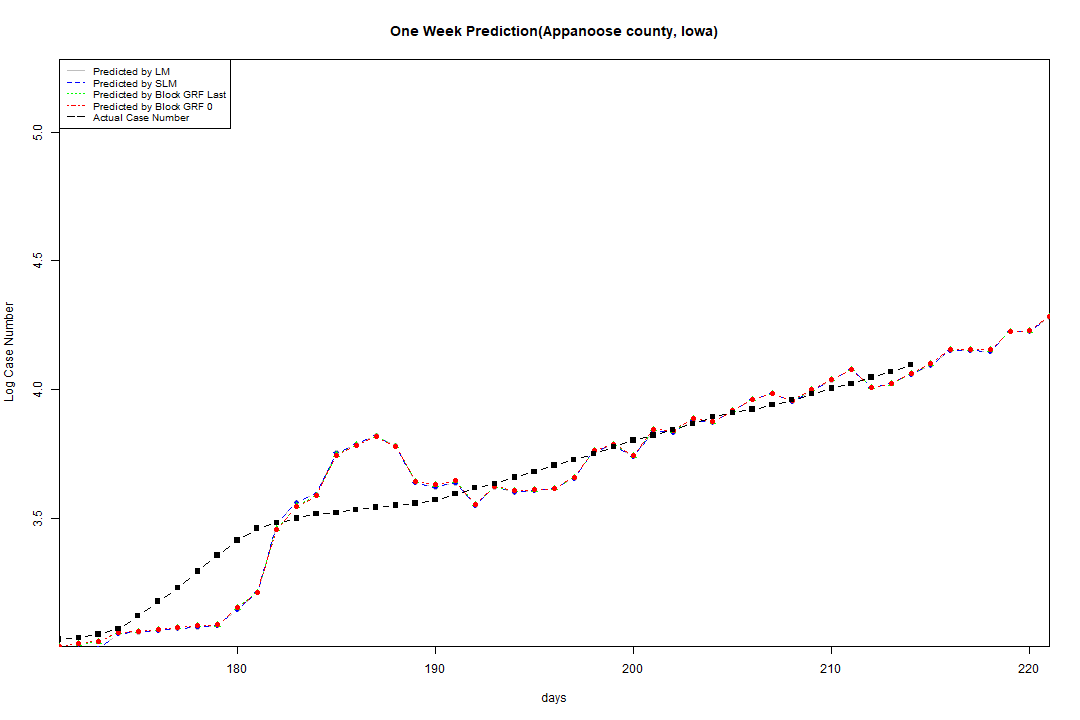 One Week Prediction(Appanoose county, Iowa)
Predicted by LM
Predicted by SLM
Predicted by Block GRF Last
Predicted by Block GRF 0
Actual Case Number
5.0
4.5
4.0
3.5
Log Case Number
180 190 200 210 220
days